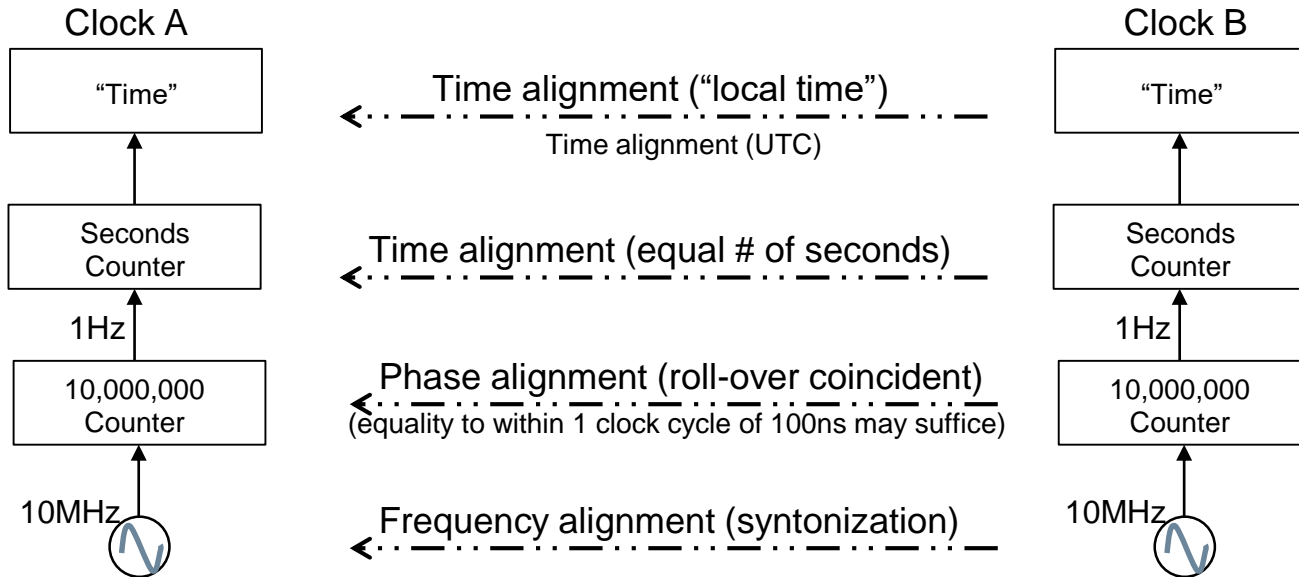 Clock A
Clock B
“Time”
Time alignment (“local time”)
Time alignment (UTC)
“Time”
Seconds
Counter
Time alignment (equal # of seconds)
Seconds
Counter
1Hz
1Hz
10,000,000
Counter
Phase alignment (roll-over coincident)
(equality to within 1 clock cycle of 100ns may suffice)
10,000,000
Counter
10MHz
Frequency alignment (syntonization)
10MHz